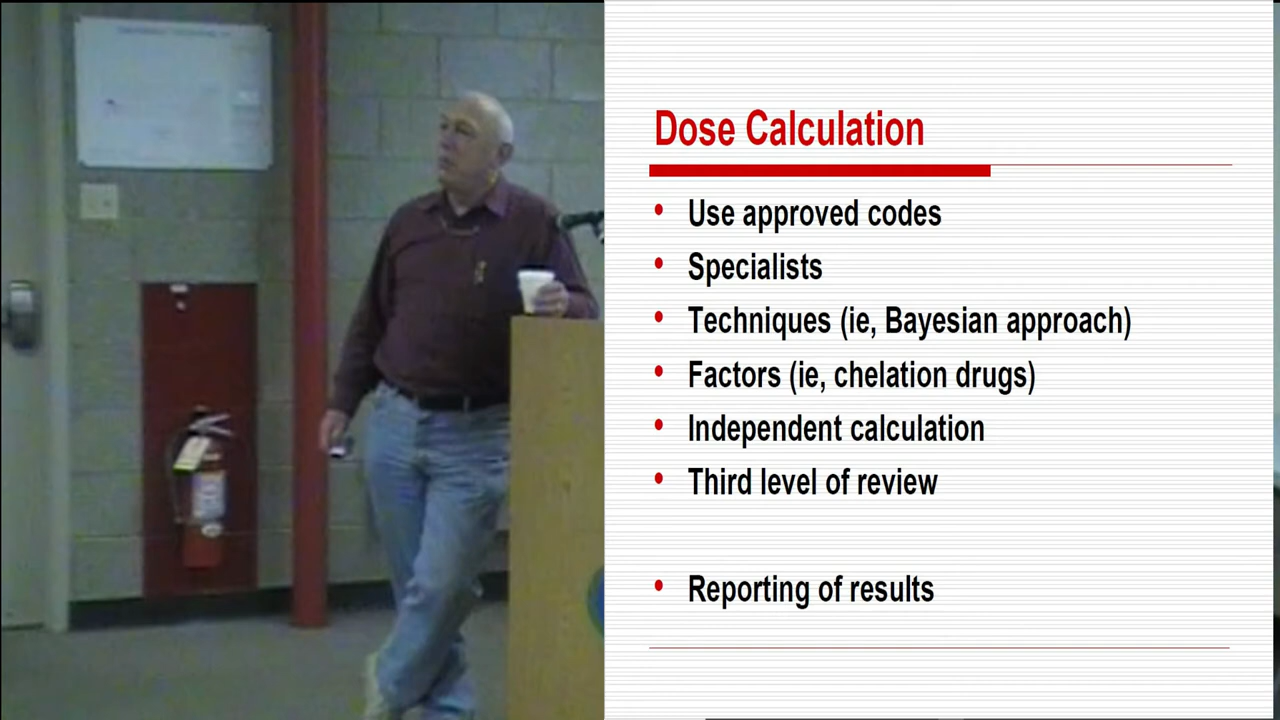 Dose Calculation
Use approved codes
Specialists
Techniques (ie, Bayesian approach)
Factors (ie, chelation drugs)
Independent calculation
Third level of review
Reporting of results